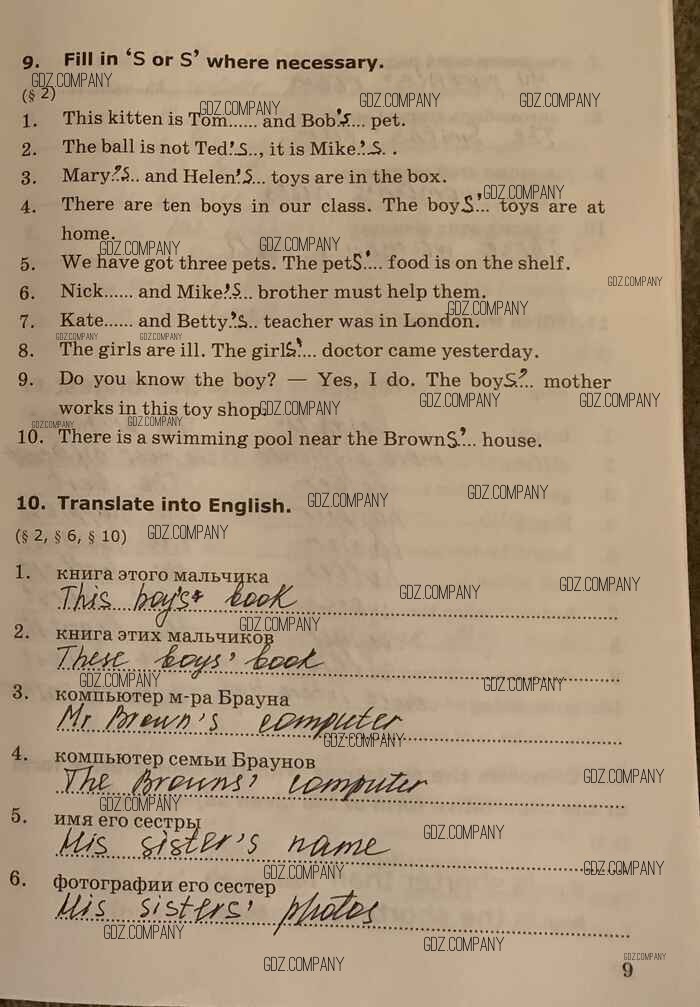 9. Fill in ‘S or S’ where necessary.
GDZ.COMPANY
(§ 2)
GDZ.COMPANY GDZ.COMPANY GDZ.COMPANY
1. This kitten is Tom...... and Bob’s.... pet.
2. The ball is not Ted’s.., it is Mike’s. .
3. Mary’s.. and Helen’s... toys are in the box.
GDZ.COMPANY
4. There are ten boys in our class. The boys’... toys are at
home.
GDZ.COMPANY GDZ.COMPANY
5. We have got three pets. The pets’.... food is on the shelf.
GDZ.COMPANY
6. Nick...... and Mike’s... brother must help them.
GDZ.COMPANY
7. Kate...... and Betty’s.. teacher was in London.
GDZ.COMPANY GDZ.COMPANY
8. The girls are ill. The girls’... doctor came yesterday.
9. Do you know the boy? — Yes, I do. The boys’... mother
works in this toy shop.
GDZ.COMPANY GDZ.COMPANY GDZ.COMPANY
GDZ.COMPANY GDZ.COMPANY
10. There is a swimming pool near the Browns’... house.
10. Translate into English.
GDZ.COMPANY GDZ.COMPANY
(§ 2, § 6, § 10)
GDZ.COMPANY
1. книга этого мальчика
GDZ.COMPANY GDZ.COMPANY
This boy's book
GDZ.COMPANY
2. книга этих мальчиков
These boys' book
GDZ.COMPANY GDZ.COMPANY
3. компьютер м-ра Брауна
Mr Brown's computer
GDZ.COMPANY
4. компьютер семьи Браунов
GDZ.COMPANY
The Browns' computer
GDZ.COMPANY
5. имя его сестры
GDZ.COMPANY
His sister's name
GDZ.COMPANY GDZ.COMPANY
6. фотографии его сестер
His sisters' photos
GDZ.COMPANY
GDZ.COMPANY
GDZ.COMPANY GDZ.COMPANY
9